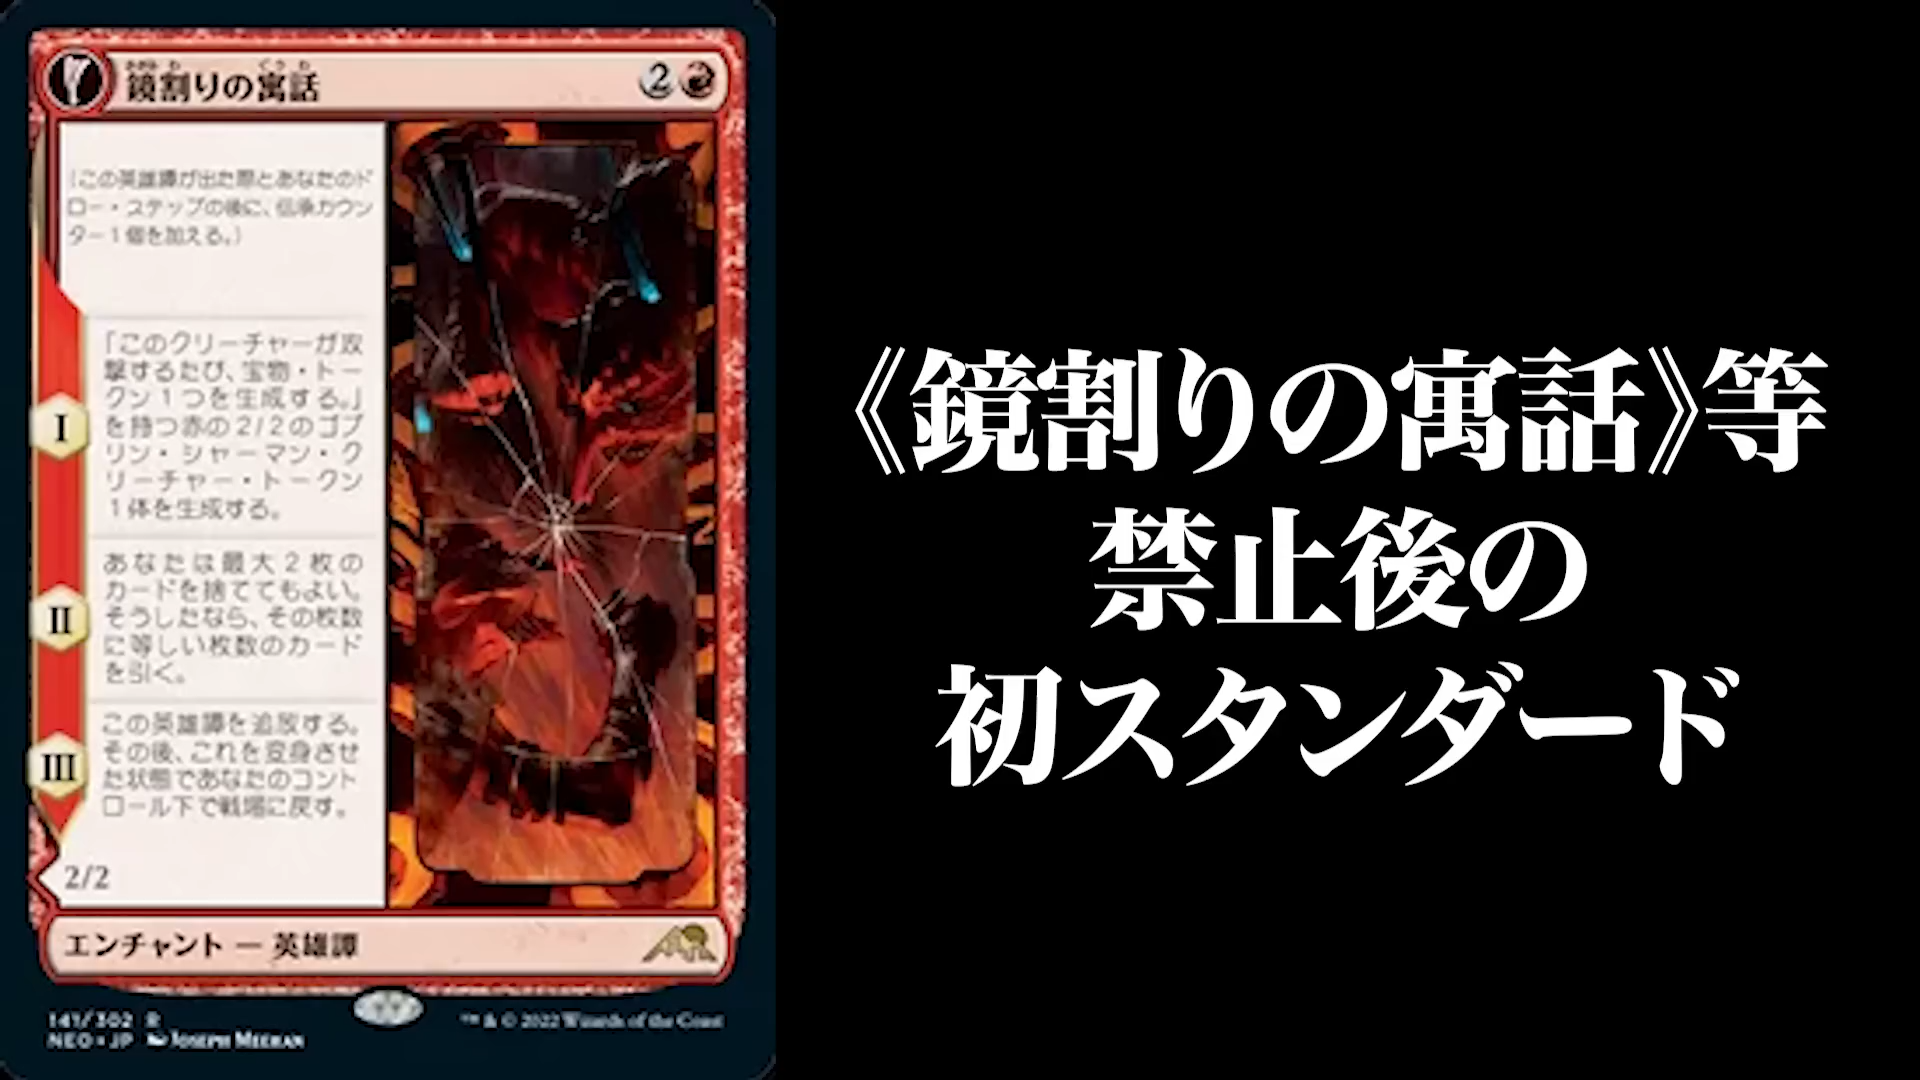 鏡割りの寓話
2
(この英雄譚が出た際とあなたのド
ロー・ステップの後に、伝承カウン
ター1個を加える。)
I
「このクリーチャーが攻
撃するたび、宝物・トー
クン1つを生成する。」
を持つ赤の2/2のゴブ
リン・シャーマン・ク
リーチャー・トークン
1体を生成する。
II
あなたは最大2枚の
カードを捨ててもよい。
そうしたなら、その枚数
に等しい枚数のカード
を引く。
III
この英雄譚を追放する。
その後、これを変身させ
た状態であなたのコント
ロール下で戦場に戻す。
2/2
エンチャント — 英雄譚
141/302 R
NEO・JP JOSEPH MEEHAN
™ & © 2022 Wizards of the Coast
《鏡割りの寓話》等
禁止後の
初スタンダード